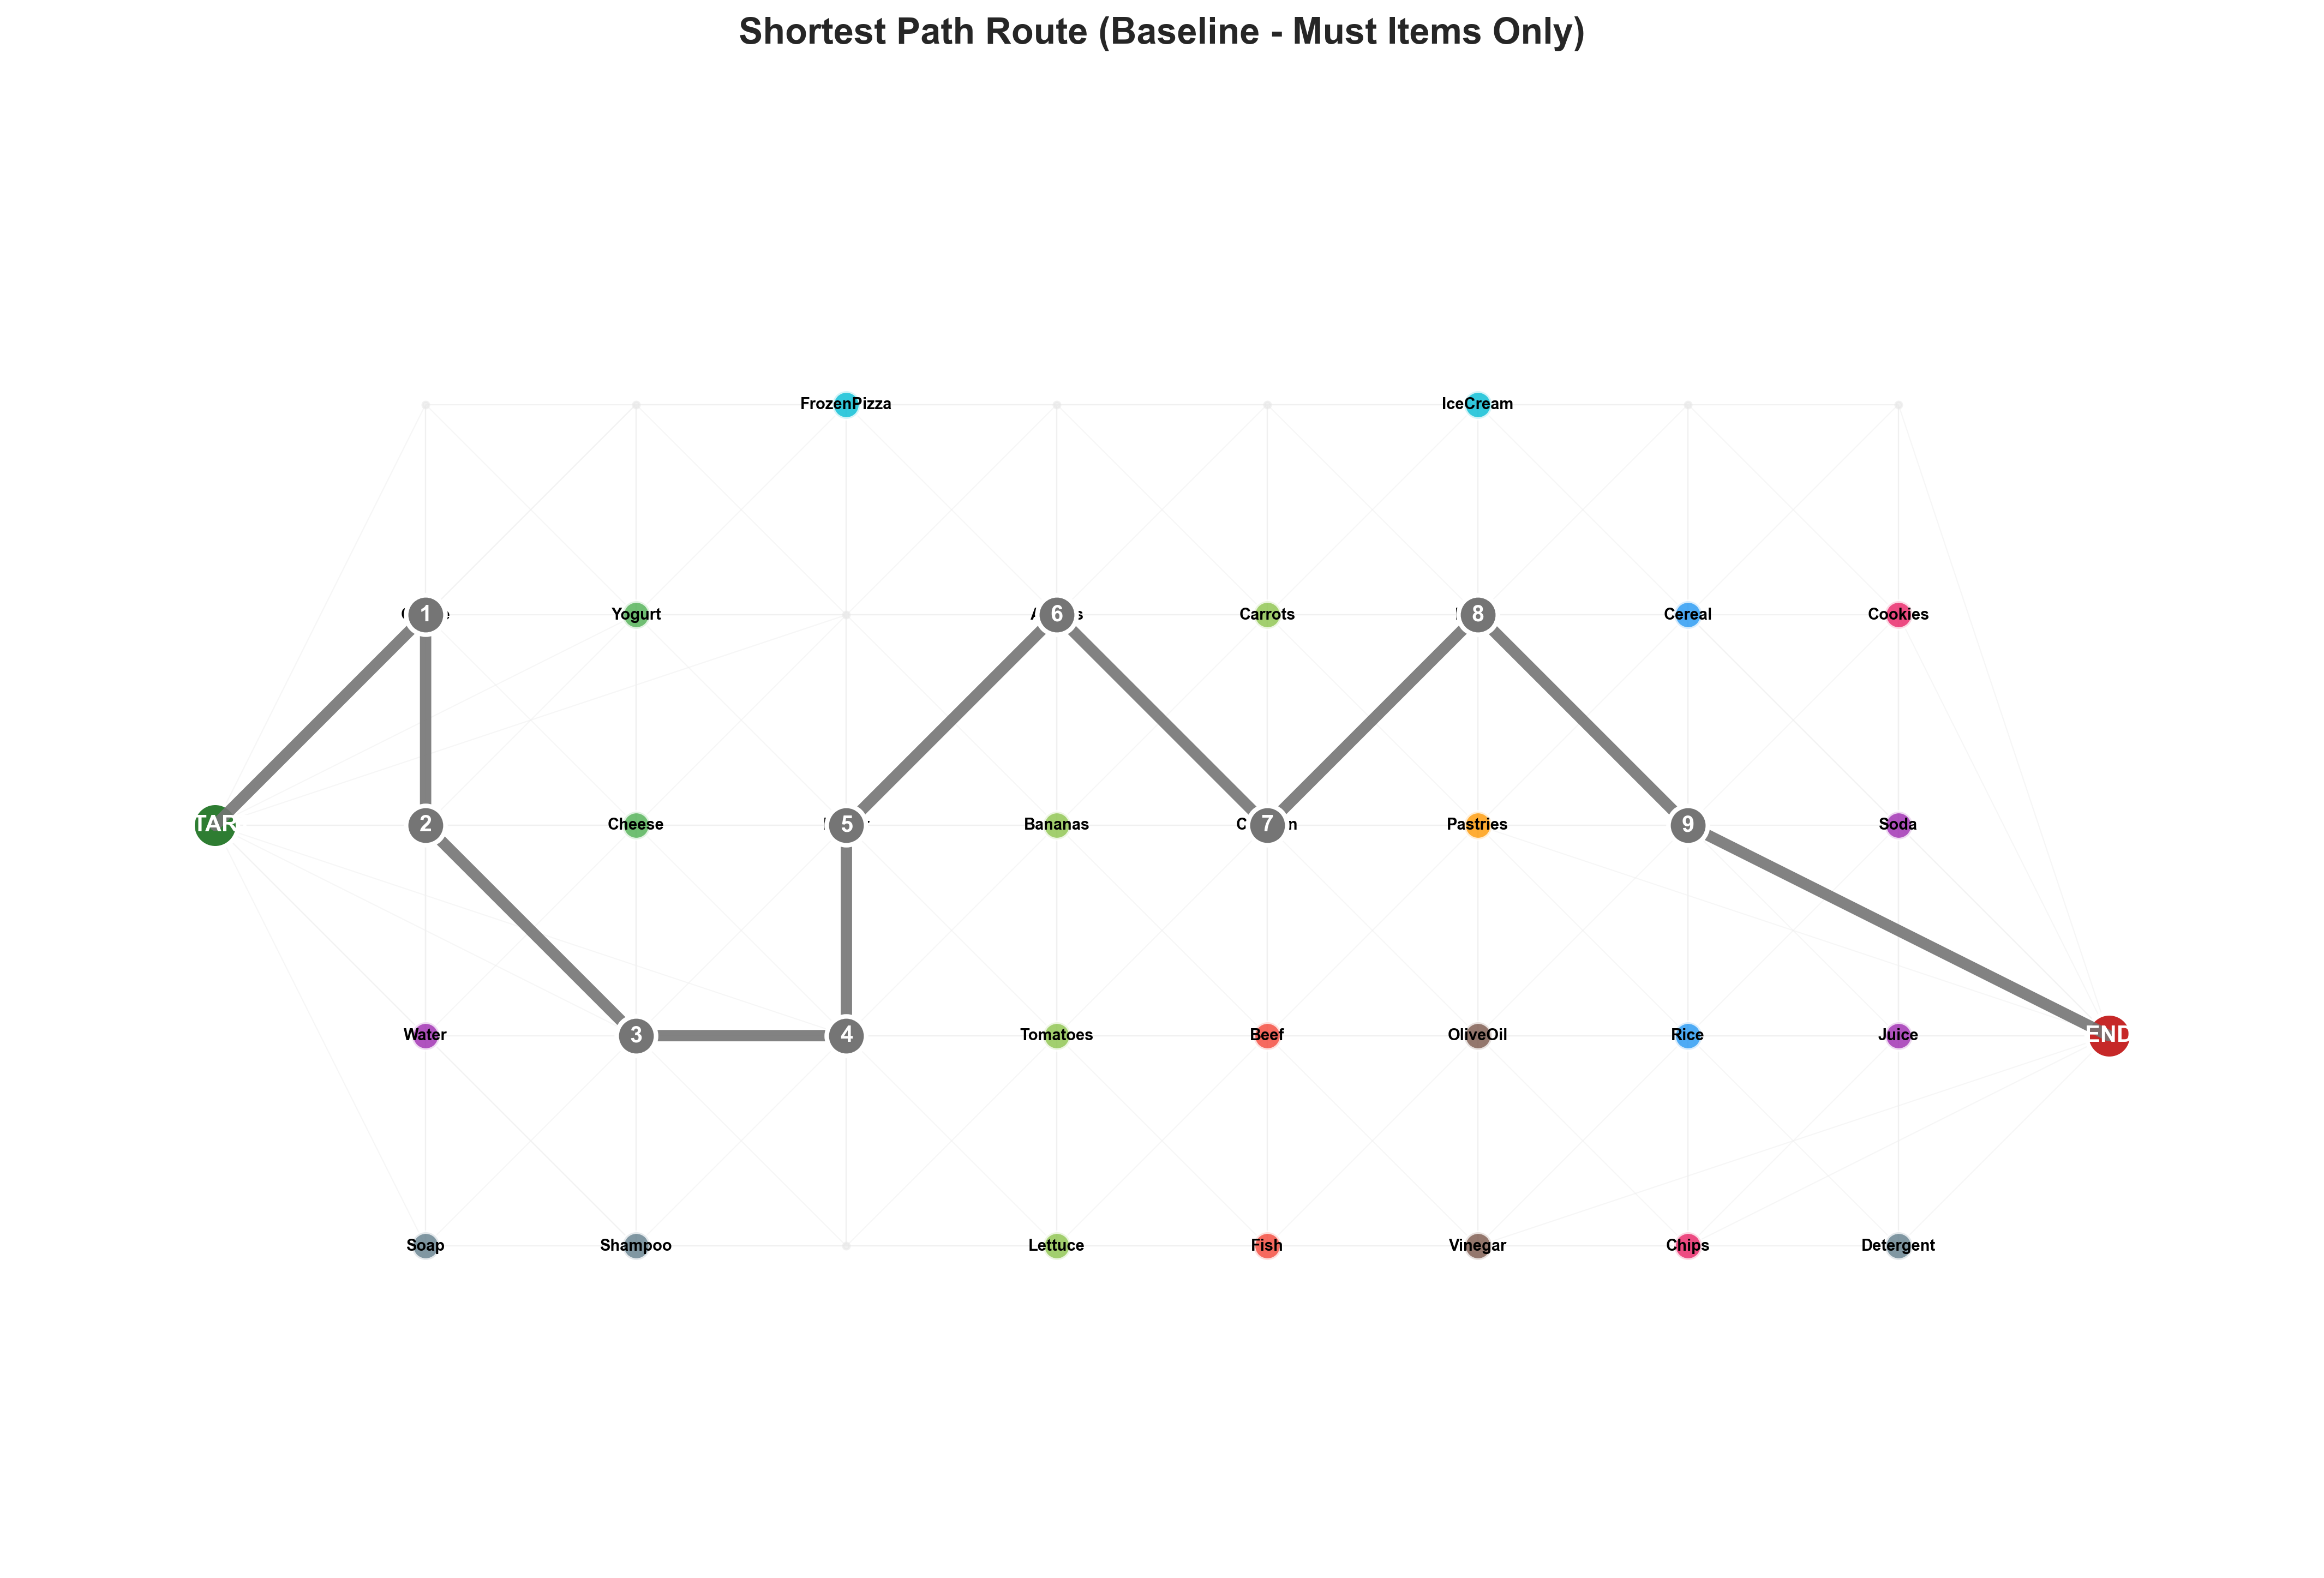 Shortest Path Route (Baseline - Must Items Only)
FrozenPizza IceCream
1 Yogurt 6 Carrots 8 Cereal Cookies
TAR 2 Cheese 5 Bananas 7 Pastries 9 Soda
Water 3 4 Tomatoes Beef OliveOil Rice Juice END
Soap Shampoo Lettuce Fish Vinegar Chips Detergent